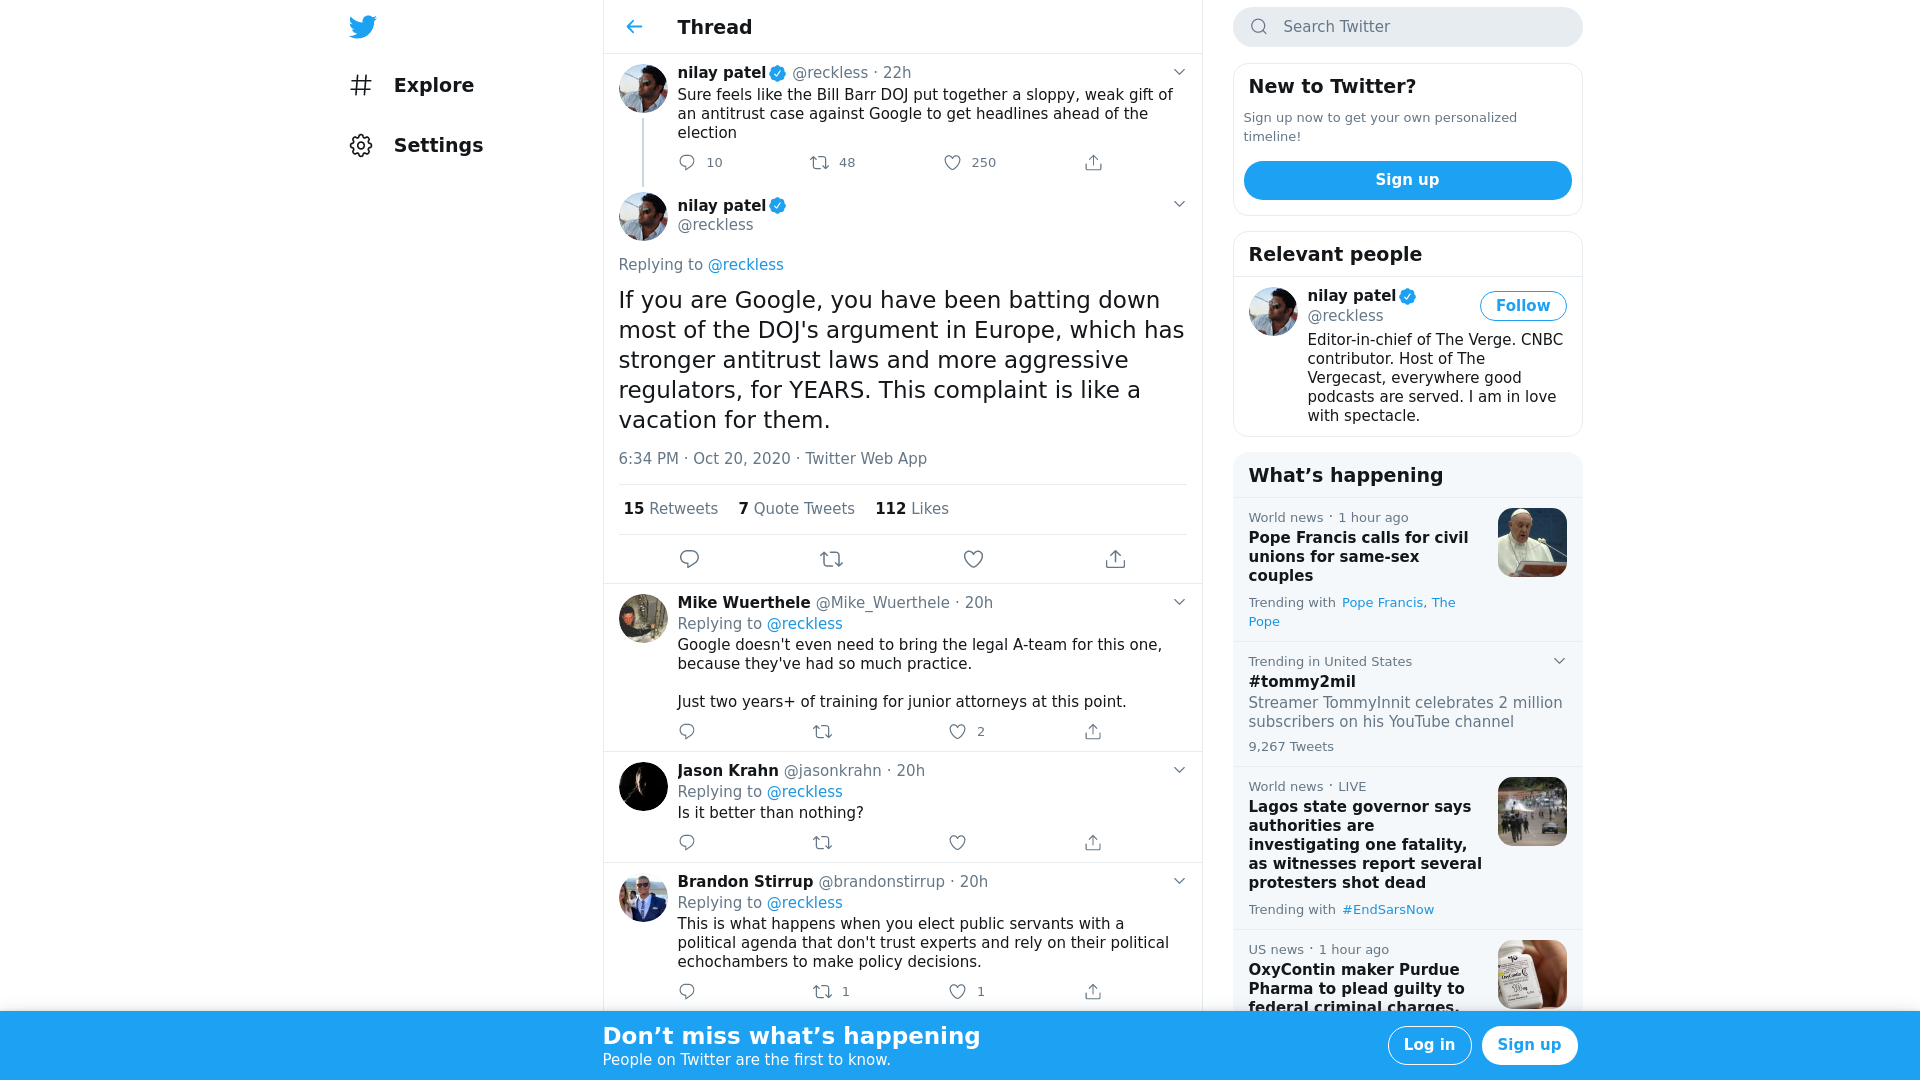 Explore
Settings
Thread
nilay patel @reckless · 22h
Sure feels like the Bill Barr DOJ put together a sloppy, weak gift of
an antitrust case against Google to get headlines ahead of the
election
10 48 250
nilay patel
@reckless
Replying to @reckless
If you are Google, you have been batting down
most of the DOJ's argument in Europe, which has
stronger antitrust laws and more aggressive
regulators, for YEARS. This complaint is like a
vacation for them.
6:34 PM · Oct 20, 2020 · Twitter Web App
15 Retweets 7 Quote Tweets 112 Likes
Mike Wuerthele @Mike_Wuerthele · 20h
Replying to @reckless
Google doesn't even need to bring the legal A-team for this one,
because they've had so much practice.
Just two years+ of training for junior attorneys at this point.
2
Jason Krahn @jasonkrahn · 20h
Replying to @reckless
Is it better than nothing?
Brandon Stirrup @brandonstirrup · 20h
Replying to @reckless
This is what happens when you elect public servants with a
political agenda that don't trust experts and rely on their political
echochambers to make policy decisions.
1 1
Search Twitter
New to Twitter?
Sign up now to get your own personalized
timeline!
Sign up
Relevant people
nilay patel
@reckless
Follow
Editor-in-chief of The Verge. CNBC
contributor. Host of The
Vergecast, everywhere good
podcasts are served. I am in love
with spectacle.
What’s happening
World news · 1 hour ago
Pope Francis calls for civil
unions for same-sex
couples
Trending with Pope Francis, The
Pope
Trending in United States
#tommy2mil
Streamer TommyInnit celebrates 2 million
subscribers on his YouTube channel
9,267 Tweets
World news · LIVE
Lagos state governor says
authorities are
investigating one fatality,
as witnesses report several
protesters shot dead
Trending with #EndSarsNow
US news · 1 hour ago
OxyContin maker Purdue
Pharma to plead guilty to
federal criminal charges,
Don’t miss what’s happening
People on Twitter are the first to know.
Log in
Sign up